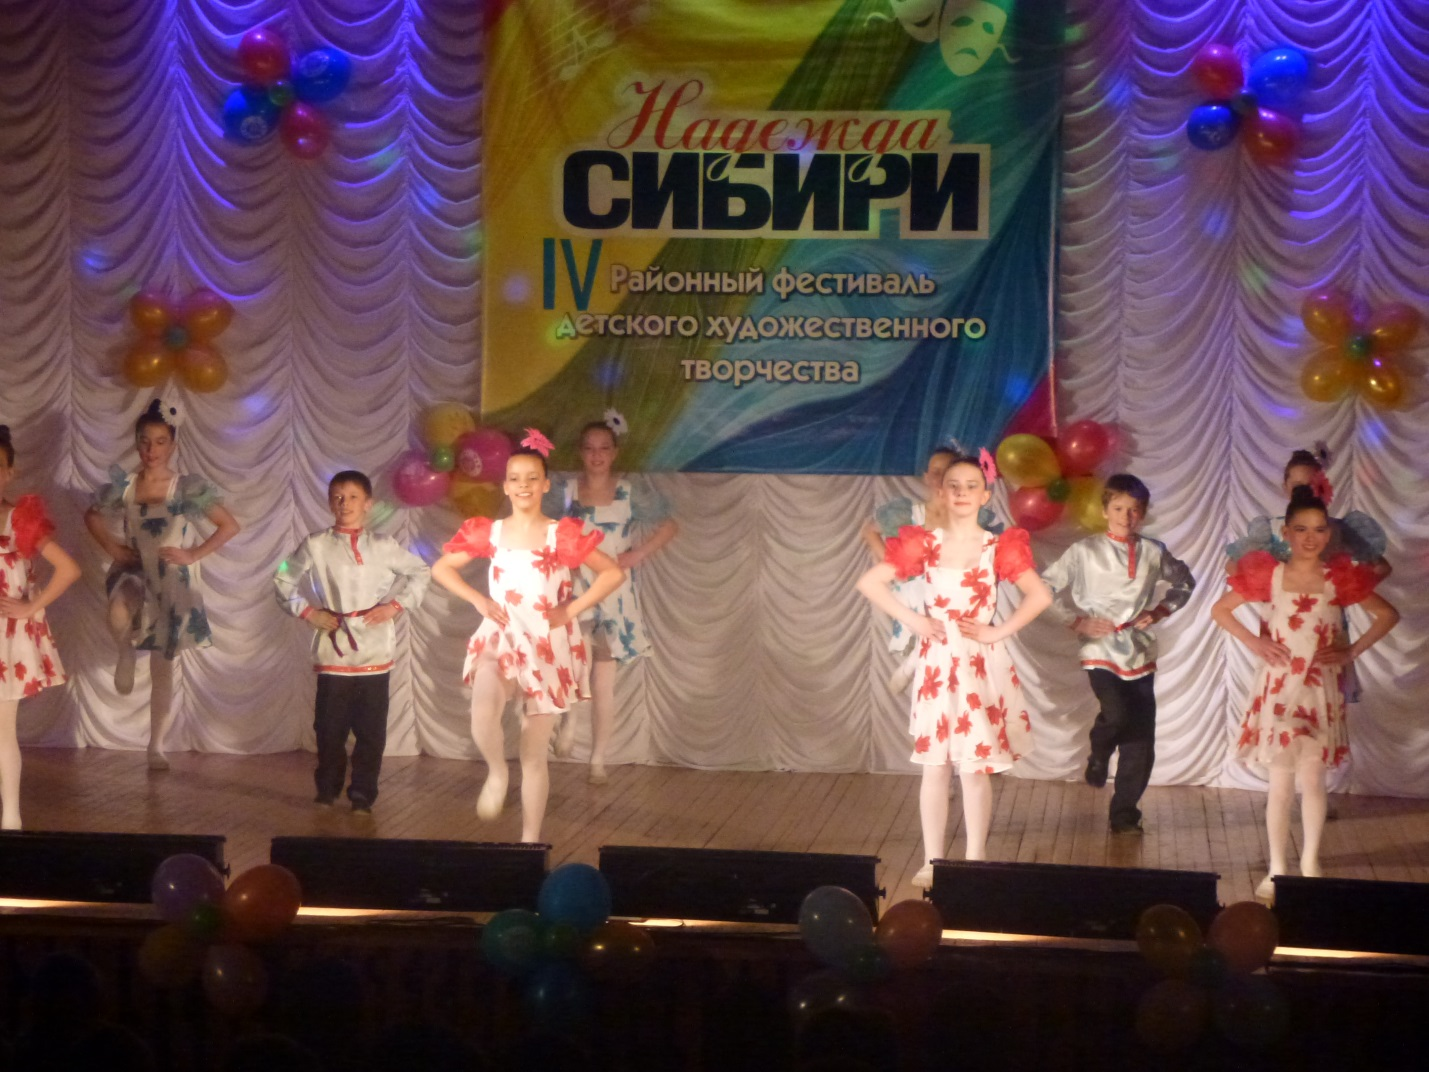 Надежда
СИБИРИ
IV Районный фестиваль
детского художественного
творчества